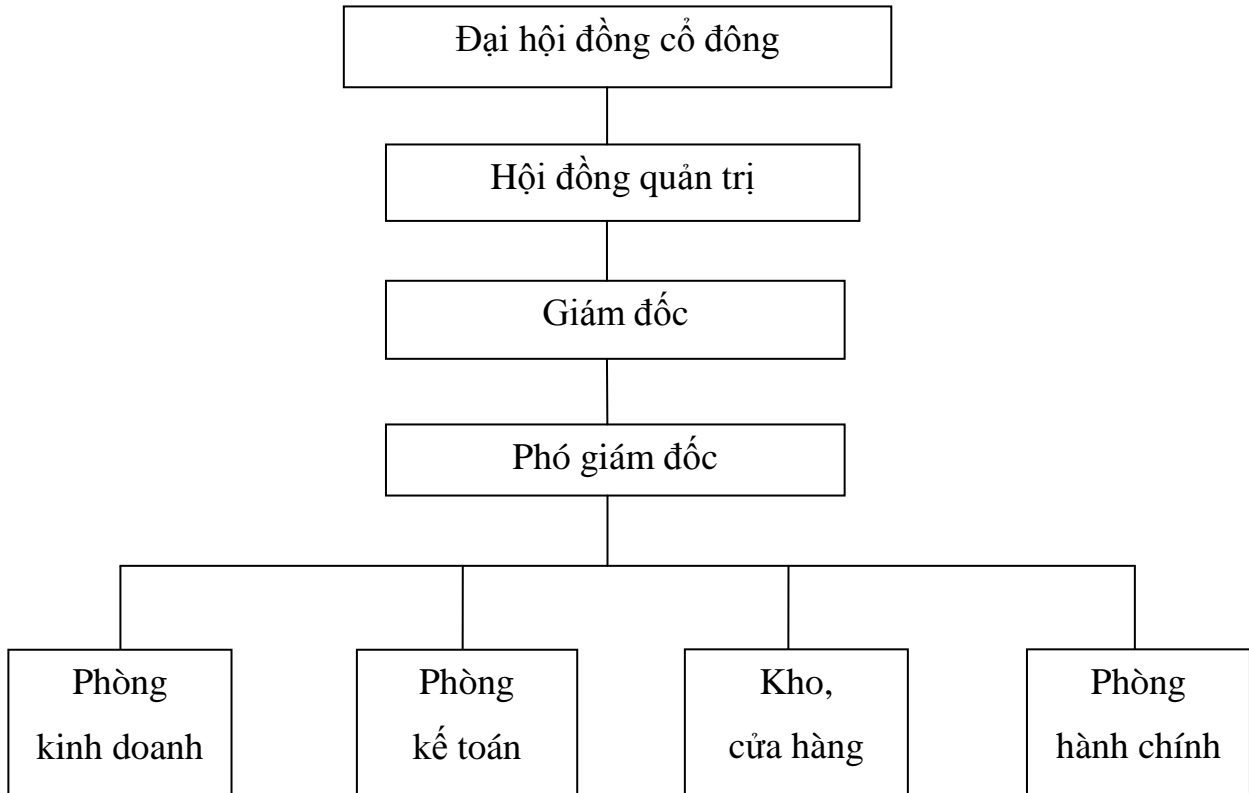 Đại hội đồng cổ đông
Hội đồng quản trị
Giám đốc
Phó giám đốc
Phòng
kinh doanh
Phòng
kế toán
Kho,
cửa hàng
Phòng
hành chính